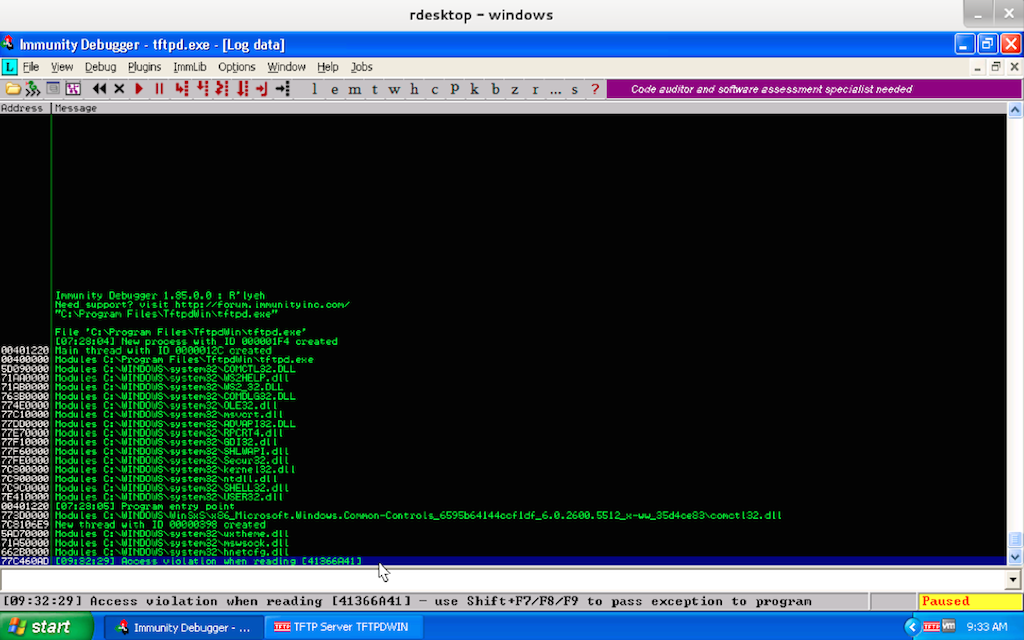 rdesktop - windows
Immunity Debugger - tftpd.exe - [Log data]
File View Debug Plugins ImmLib Options Window Help Jobs
l e m t w h c P k b z r ... s ? Code auditor and software assessment specialist needed
Address Message
Immunity Debugger 1.85.0.0 : R'lyeh
Need support? visit http://forum.immunityinc.com/
"C:\Program Files\TftpdWin\tftpd.exe"
File 'C:\Program Files\TftpdWin\tftpd.exe'
[07:28:04] New process with ID 000001F4 created
00401220 Main thread with ID 0000012C created
00400000 Modules C:\Program Files\TftpdWin\tftpd.exe
5D090000 Modules C:\WINDOWS\system32\COMCTL32.DLL
71AA0000 Modules C:\WINDOWS\system32\WS2HELP.dll
71AB0000 Modules C:\WINDOWS\system32\WS2_32.DLL
763B0000 Modules C:\WINDOWS\system32\COMDLG32.DLL
774E0000 Modules C:\WINDOWS\system32\OLE32.dll
77C10000 Modules C:\WINDOWS\system32\msvcrt.dll
77DD0000 Modules C:\WINDOWS\system32\ADVAPI32.DLL
77E70000 Modules C:\WINDOWS\system32\RPCRT4.dll
77F10000 Modules C:\WINDOWS\system32\GDI32.dll
77F60000 Modules C:\WINDOWS\system32\SHLWAPI.dll
77FE0000 Modules C:\WINDOWS\system32\Secur32.dll
7C800000 Modules C:\WINDOWS\system32\kernel32.dll
7C900000 Modules C:\WINDOWS\system32\ntdll.dll
7C9C0000 Modules C:\WINDOWS\system32\SHELL32.dll
7E410000 Modules C:\WINDOWS\system32\USER32.dll
00401220 [07:28:05] Program entry point
773D0000 Modules C:\WINDOWS\WinSxS\x86_Microsoft.Windows.Common-Controls_6595b64144ccf1df_6.0.2600.5512_x-ww_35d4ce83\comctl32.dll
7C8106E9 New thread with ID 00000398 created
5AD70000 Modules C:\WINDOWS\system32\uxtheme.dll
71A50000 Modules C:\WINDOWS\system32\mswsock.dll
662B0000 Modules C:\WINDOWS\system32\hnetcfg.dll
77C460AD [09:32:29] Access violation when reading [41366A41]
[09:32:29] Access violation when reading [41366A41] - use Shift+F7/F8/F9 to pass exception to program Paused
start Immunity Debugger - ... TFTP TFTP Server TFTPDWIN TFTP 9:33 AM